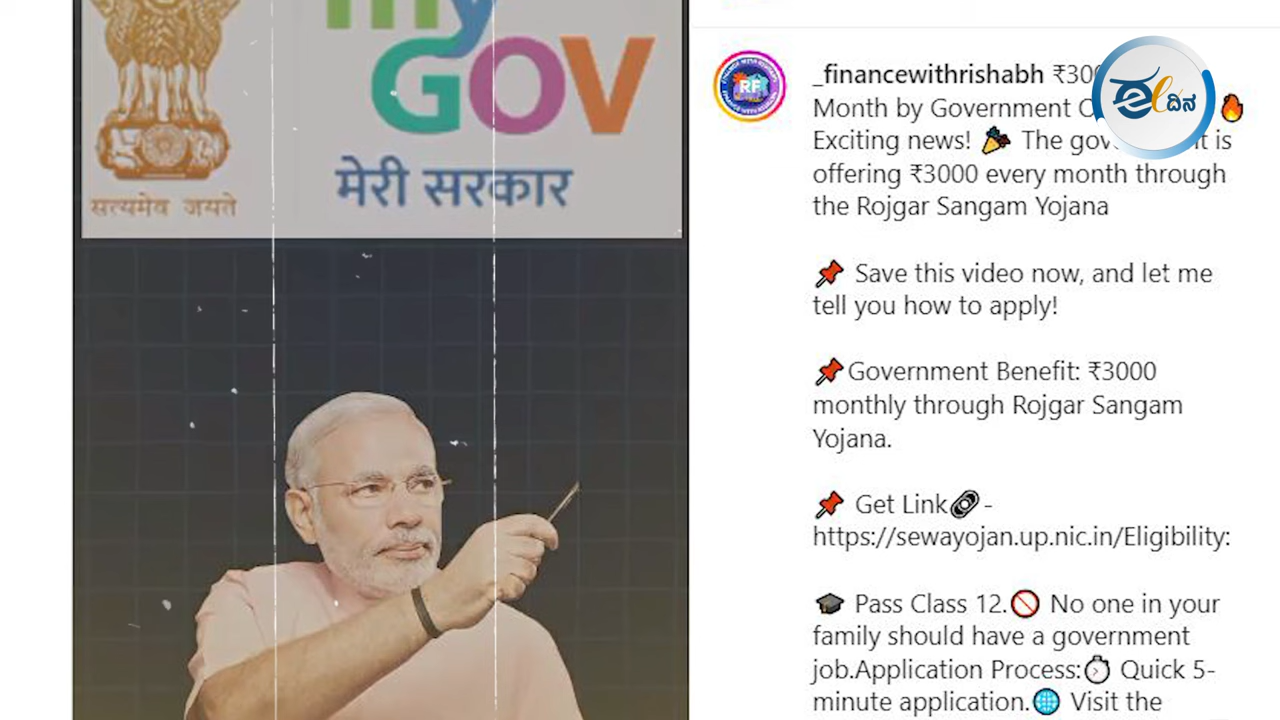 my
GOV
मेरी सरकार
सत्यमेव जयते
RF
_financewithrishabh ₹300
Month by Government
Exciting news! The is
offering ₹3000 every month through
the Rojgar Sangam Yojana
Save this video now, and let me
tell you how to apply!
Government Benefit: ₹3000
monthly through Rojgar Sangam
Yojana.
Get Link -
https://sewayojan.up.nic.in/Eligibility:
Pass Class 12. No one in your
family should have a government
job.Application Process: Quick 5-
minute application. Visit the
ದಿನ